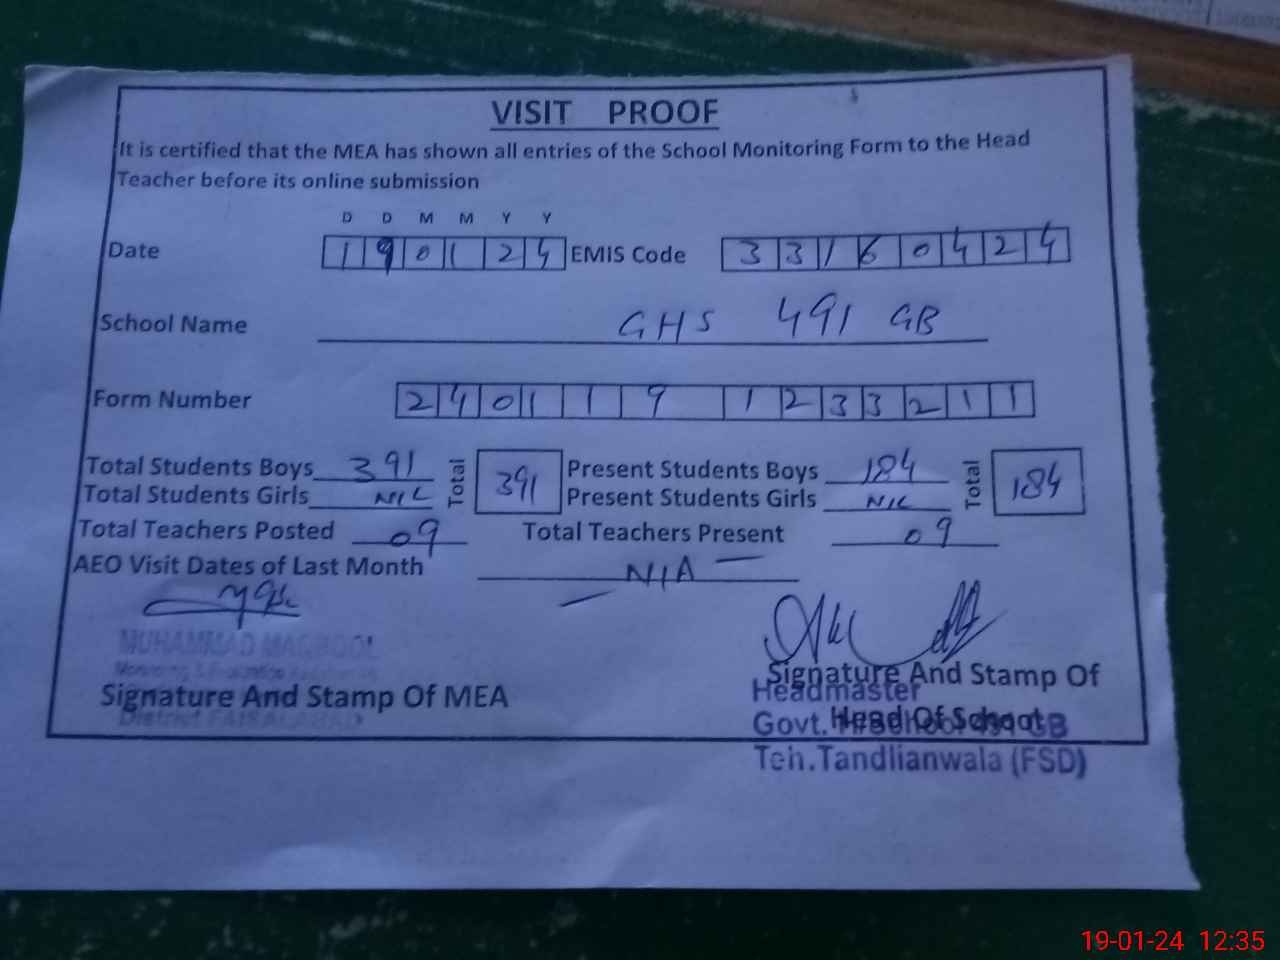 VISIT PROOF
It is certified that the MEA has shown all entries of the School Monitoring Form to the Head
Teacher before its online submission
D D M M Y Y
Date 1 9 0 1 2 4 EMIS Code 3 3 1 6 0 4 2 4
School Name GHS 491 GB
Form Number 2 4 0 1 1 9 1 2 3 3 2 1 1
Total Students Boys 391 Total 391 Present Students Boys 184 Total 184
Total Students Girls NIL Present Students Girls NIL
Total Teachers Posted 09 Total Teachers Present 09
AEO Visit Dates of Last Month — N/A —
MUHAMMAD MAQBOOL
Signature And Stamp Of MEA
District FAISALABAD
Signature And Stamp Of
Head Of School
Headmaster
Govt. GB
Teh.Tandlianwala (FSD)
19-01-24 12:35